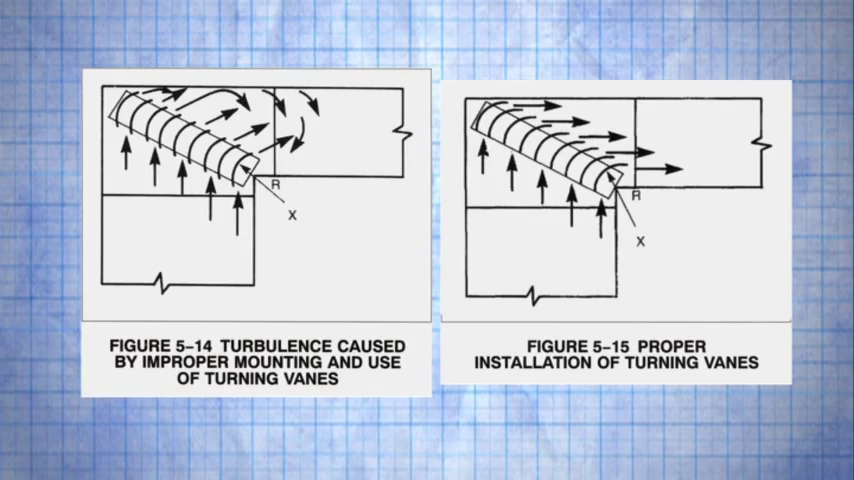 R
X
FIGURE 5–14 TURBULENCE CAUSED
BY IMPROPER MOUNTING AND USE
OF TURNING VANES
R
X
FIGURE 5–15 PROPER
INSTALLATION OF TURNING VANES